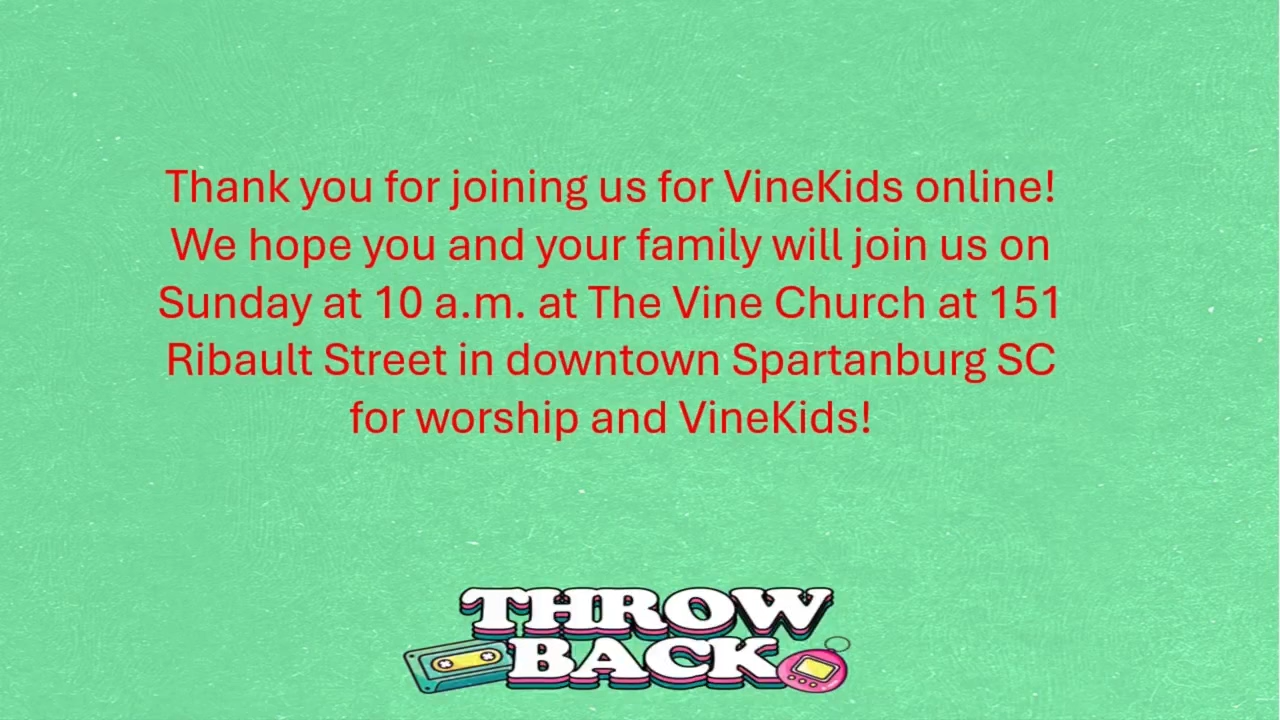 Thank you for joining us for VineKids online!
We hope you and your family will join us on
Sunday at 10 a.m. at The Vine Church at 151
Ribault Street in downtown Spartanburg SC
for worship and VineKids!
THROW
BACK